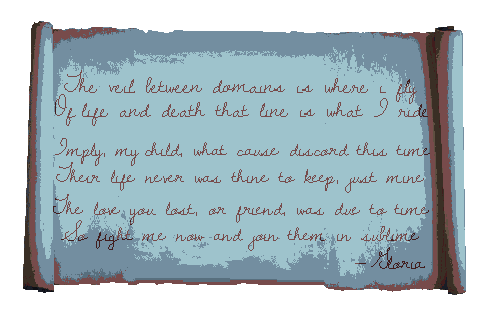 The veil between domains is where i fly
Of life and death that line is what I ride
Imply, my child, what cause discord this time
Their life never was thine to keep, just mine
The love you lost, or friend, was due to time
So fight me now and join them in sublime
- Gloria